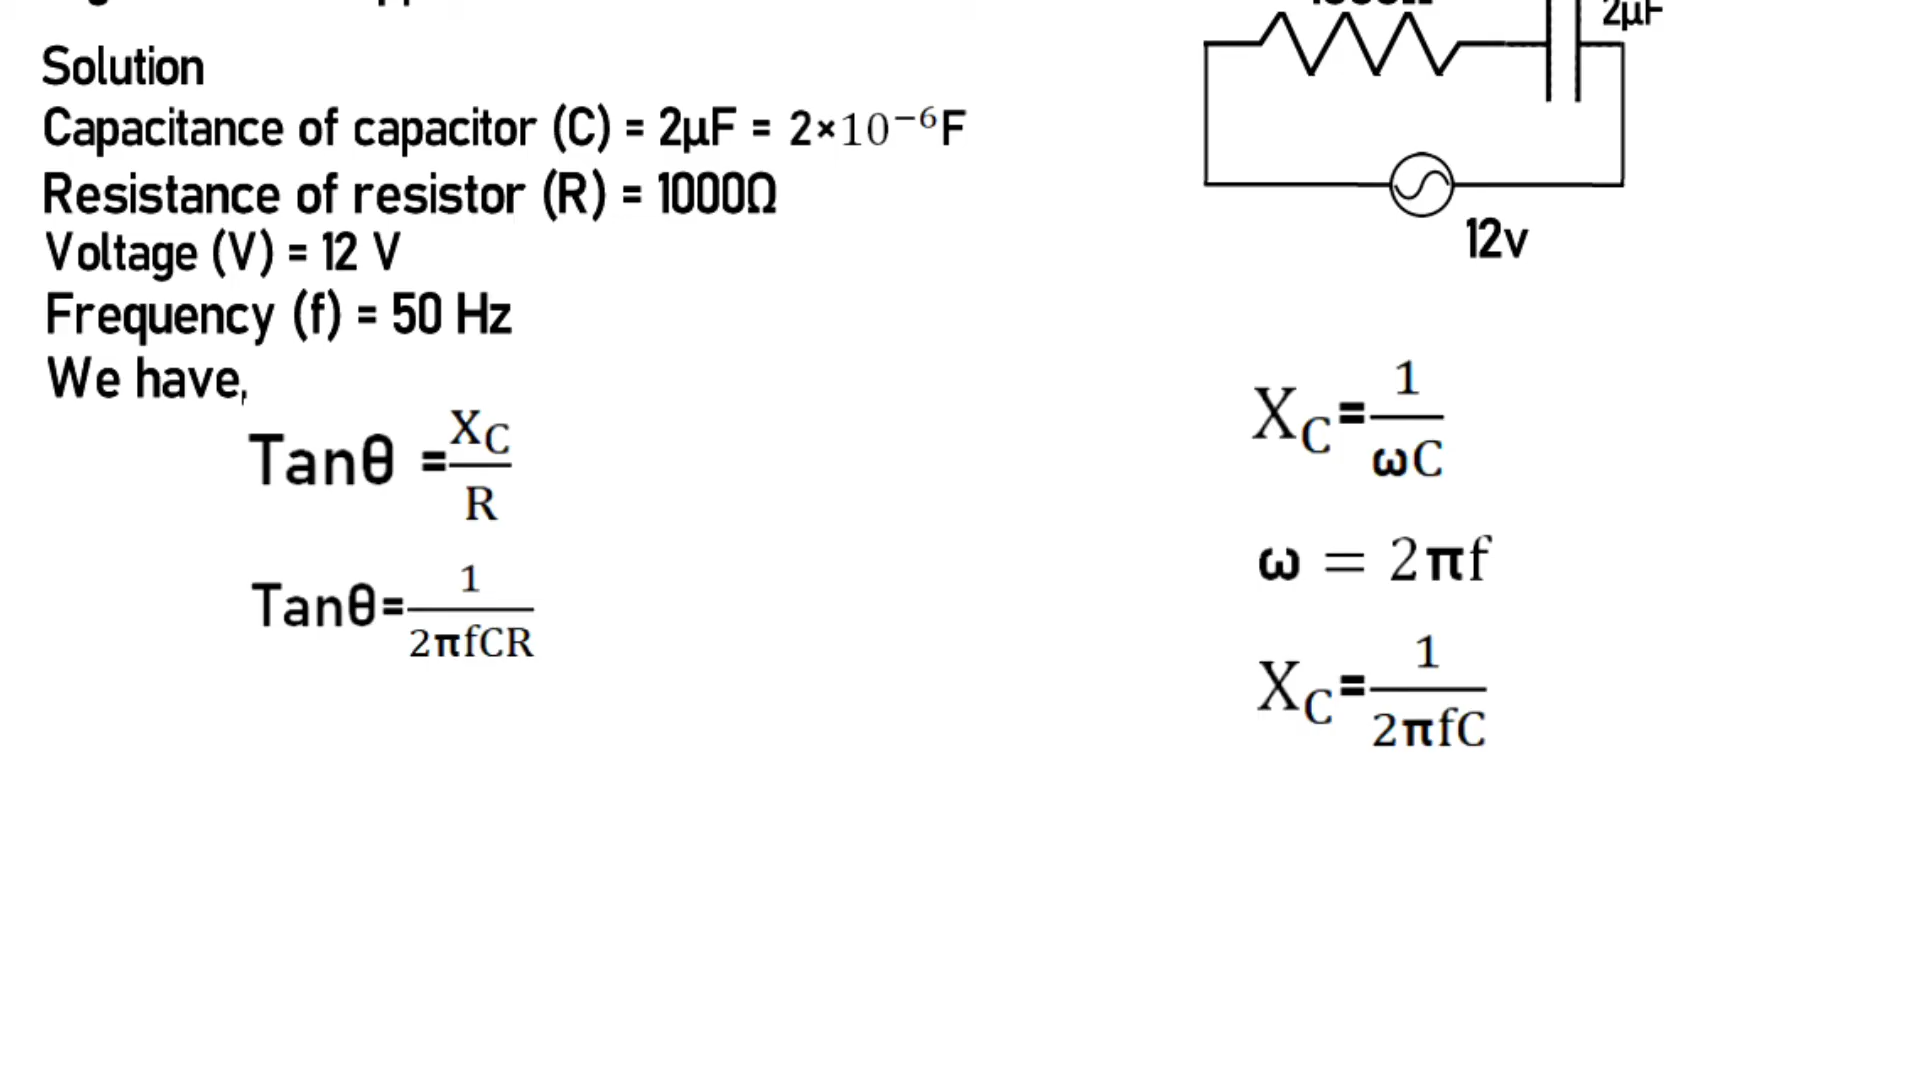 2μF
Solution
Capacitance of capacitor (C) = 2μF = 2×10⁻⁶F
Resistance of resistor (R) = 1000Ω
Voltage (V) = 12 V
12v
Frequency (f) = 50 Hz
We have,
Tanθ = X_C / R
Tanθ = 1 / 2πfCR
X_C = 1 / ωC
ω = 2πf
X_C = 1 / 2πfC